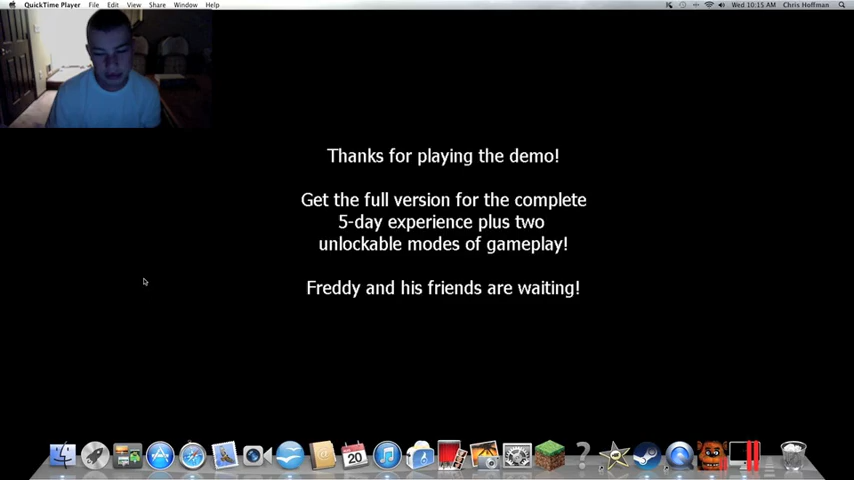 QuickTime Player File Edit View Share Window Help Wed 10:15 AM Chris Hoffman
Thanks for playing the demo!
Get the full version for the complete
5-day experience plus two
unlockable modes of gameplay!
Freddy and his friends are waiting!
20